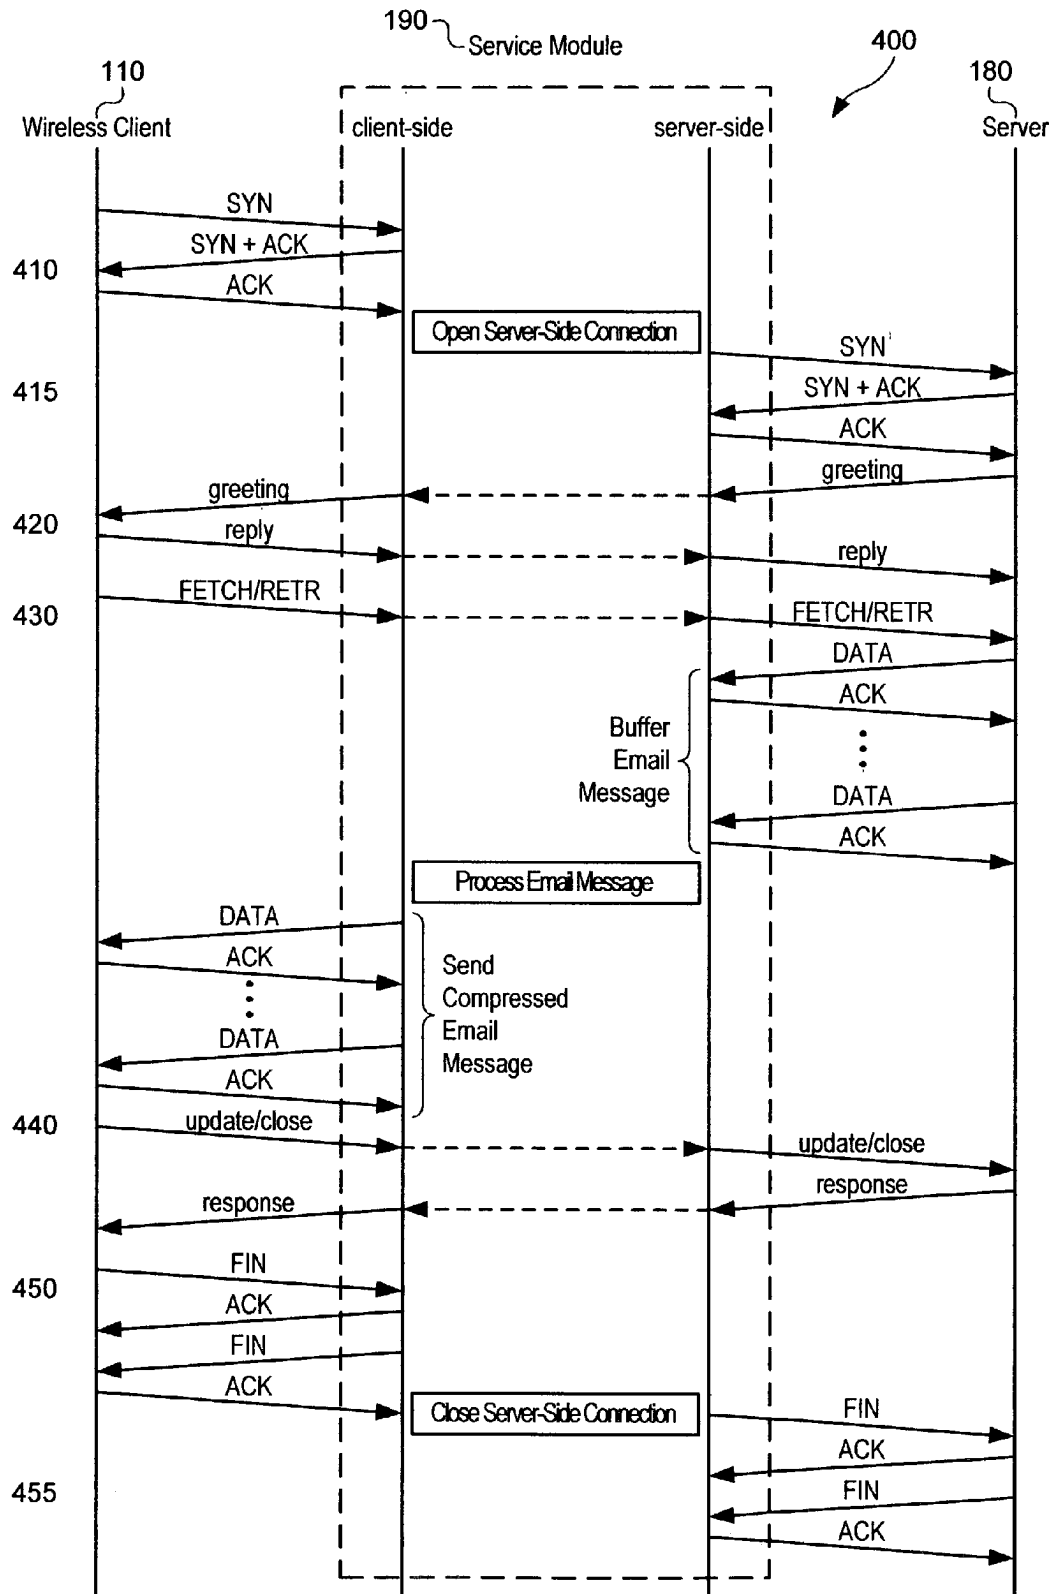 190
Service Module
400
110
180
Wireless Client
client-side
server-side
Server
SYN
SYN + ACK
410
ACK
Open Server-Side Connection
SYN
415
SYN + ACK
ACK
greeting
greeting
420
reply
reply
FETCH/RETR
430
FETCH/RETR
DATA
ACK
Buffer
Email
Message
DATA
ACK
Process Email Message
DATA
ACK
Send
Compressed
Email
Message
DATA
ACK
440
update/close
update/close
response
response
FIN
450
ACK
FIN
ACK
Close Server-Side Connection
FIN
ACK
455
FIN
ACK